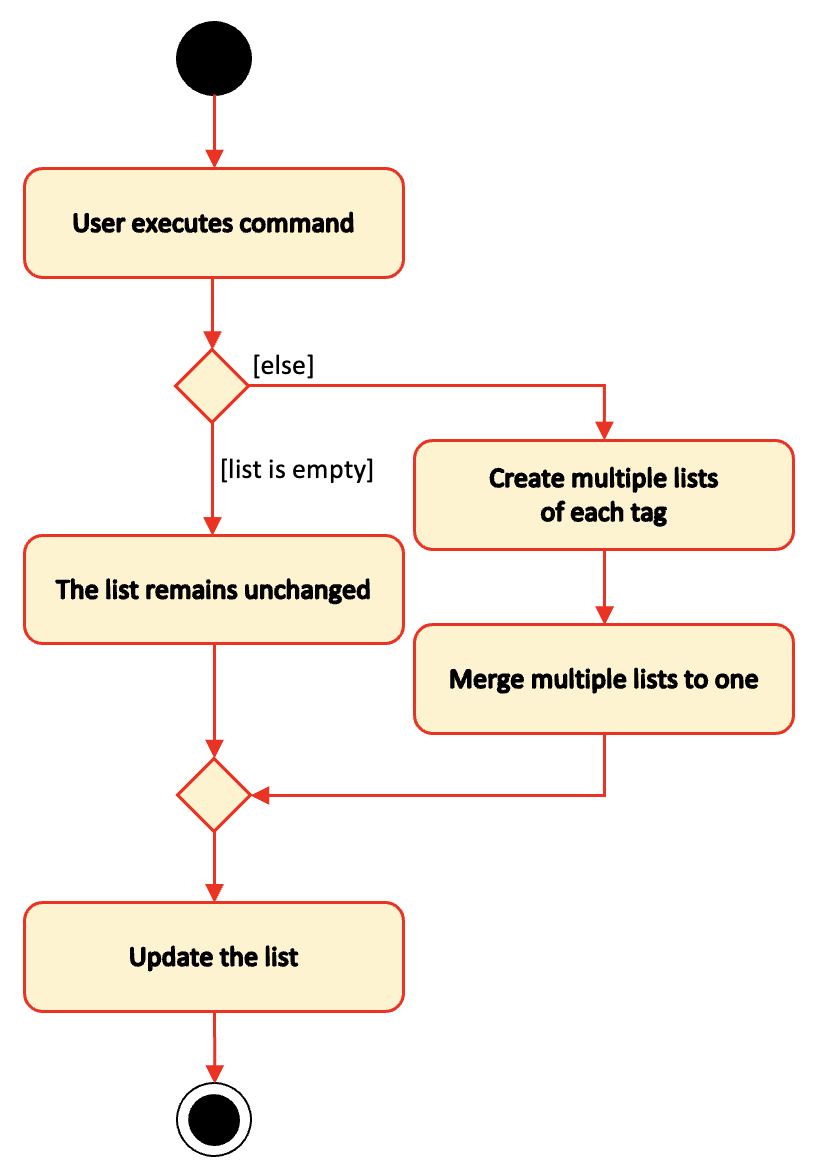 User executes command
[else]
[list is empty]
Create multiple lists
of each tag
The list remains unchanged
Merge multiple lists to one
Update the list